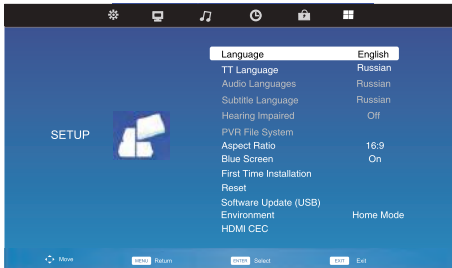 Language English
TT Language Russian
Audio Languages Russian
Subtitle Language Russian
Hearing Impaired Off
PVR File System
SETUP
Aspect Ratio 16:9
Blue Screen On
First Time Installation
Reset
Software Update (USB)
Environment Home Mode
HDMI CEC
Move MENU Return ENTER Select EXIT Exit